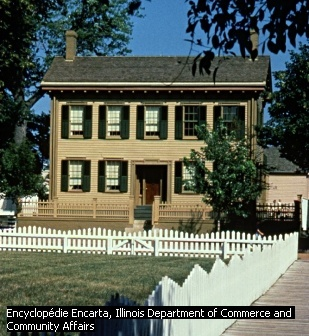 Encyclopédie Encarta, Illinois Department of Commerce and
Community Affairs